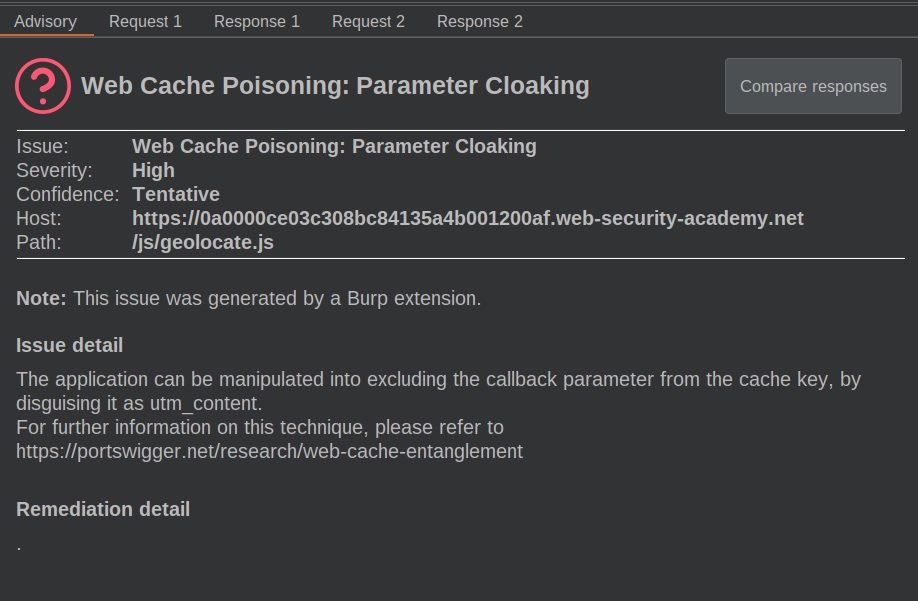 Advisory Request 1 Response 1 Request 2 Response 2
Web Cache Poisoning: Parameter Cloaking
Compare responses
Issue: Web Cache Poisoning: Parameter Cloaking
Severity: High
Confidence: Tentative
Host: https://0a0000ce03c308bc84135a4b001200af.web-security-academy.net
Path: /js/geolocate.js
Note: This issue was generated by a Burp extension.
Issue detail
The application can be manipulated into excluding the callback parameter from the cache key, by
disguising it as utm_content.
For further information on this technique, please refer to
https://portswigger.net/research/web-cache-entanglement
Remediation detail
.